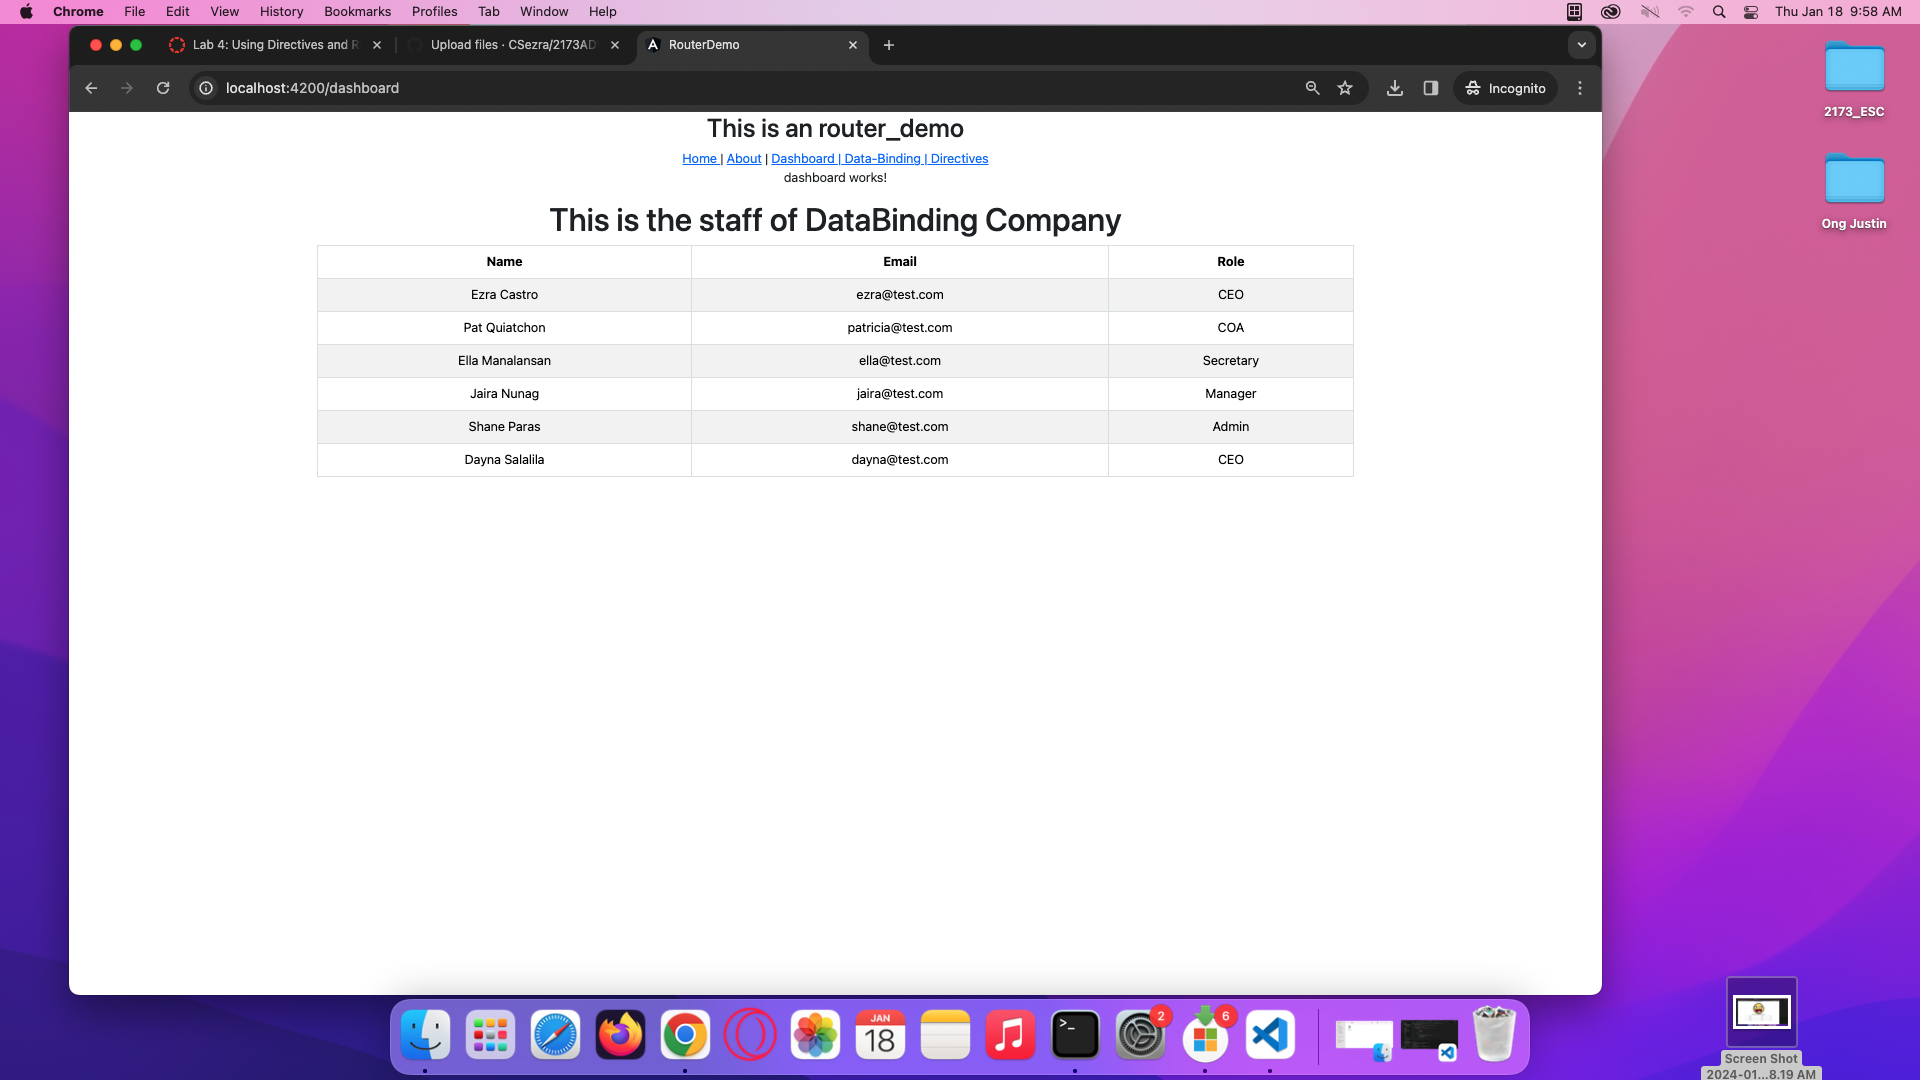 Chrome File Edit View History Bookmarks Profiles Tab Window Help Thu Jan 18 9:58 AM
Lab 4: Using Directives and R Upload files · CSezra/2173AD RouterDemo
localhost:4200/dashboard Incognito
This is an router_demo
Home | About | Dashboard | Data-Binding | Directives
dashboard works!
This is the staff of DataBinding Company
Name Email Role
Ezra Castro ezra@test.com CEO
Pat Quiatchon patricia@test.com COA
Ella Manalansan ella@test.com Secretary
Jaira Nunag jaira@test.com Manager
Shane Paras shane@test.com Admin
Dayna Salalila dayna@test.com CEO
2173_ESC
Ong Justin
JAN
18
2
6
Screen Shot
2024-01...8.19 AM